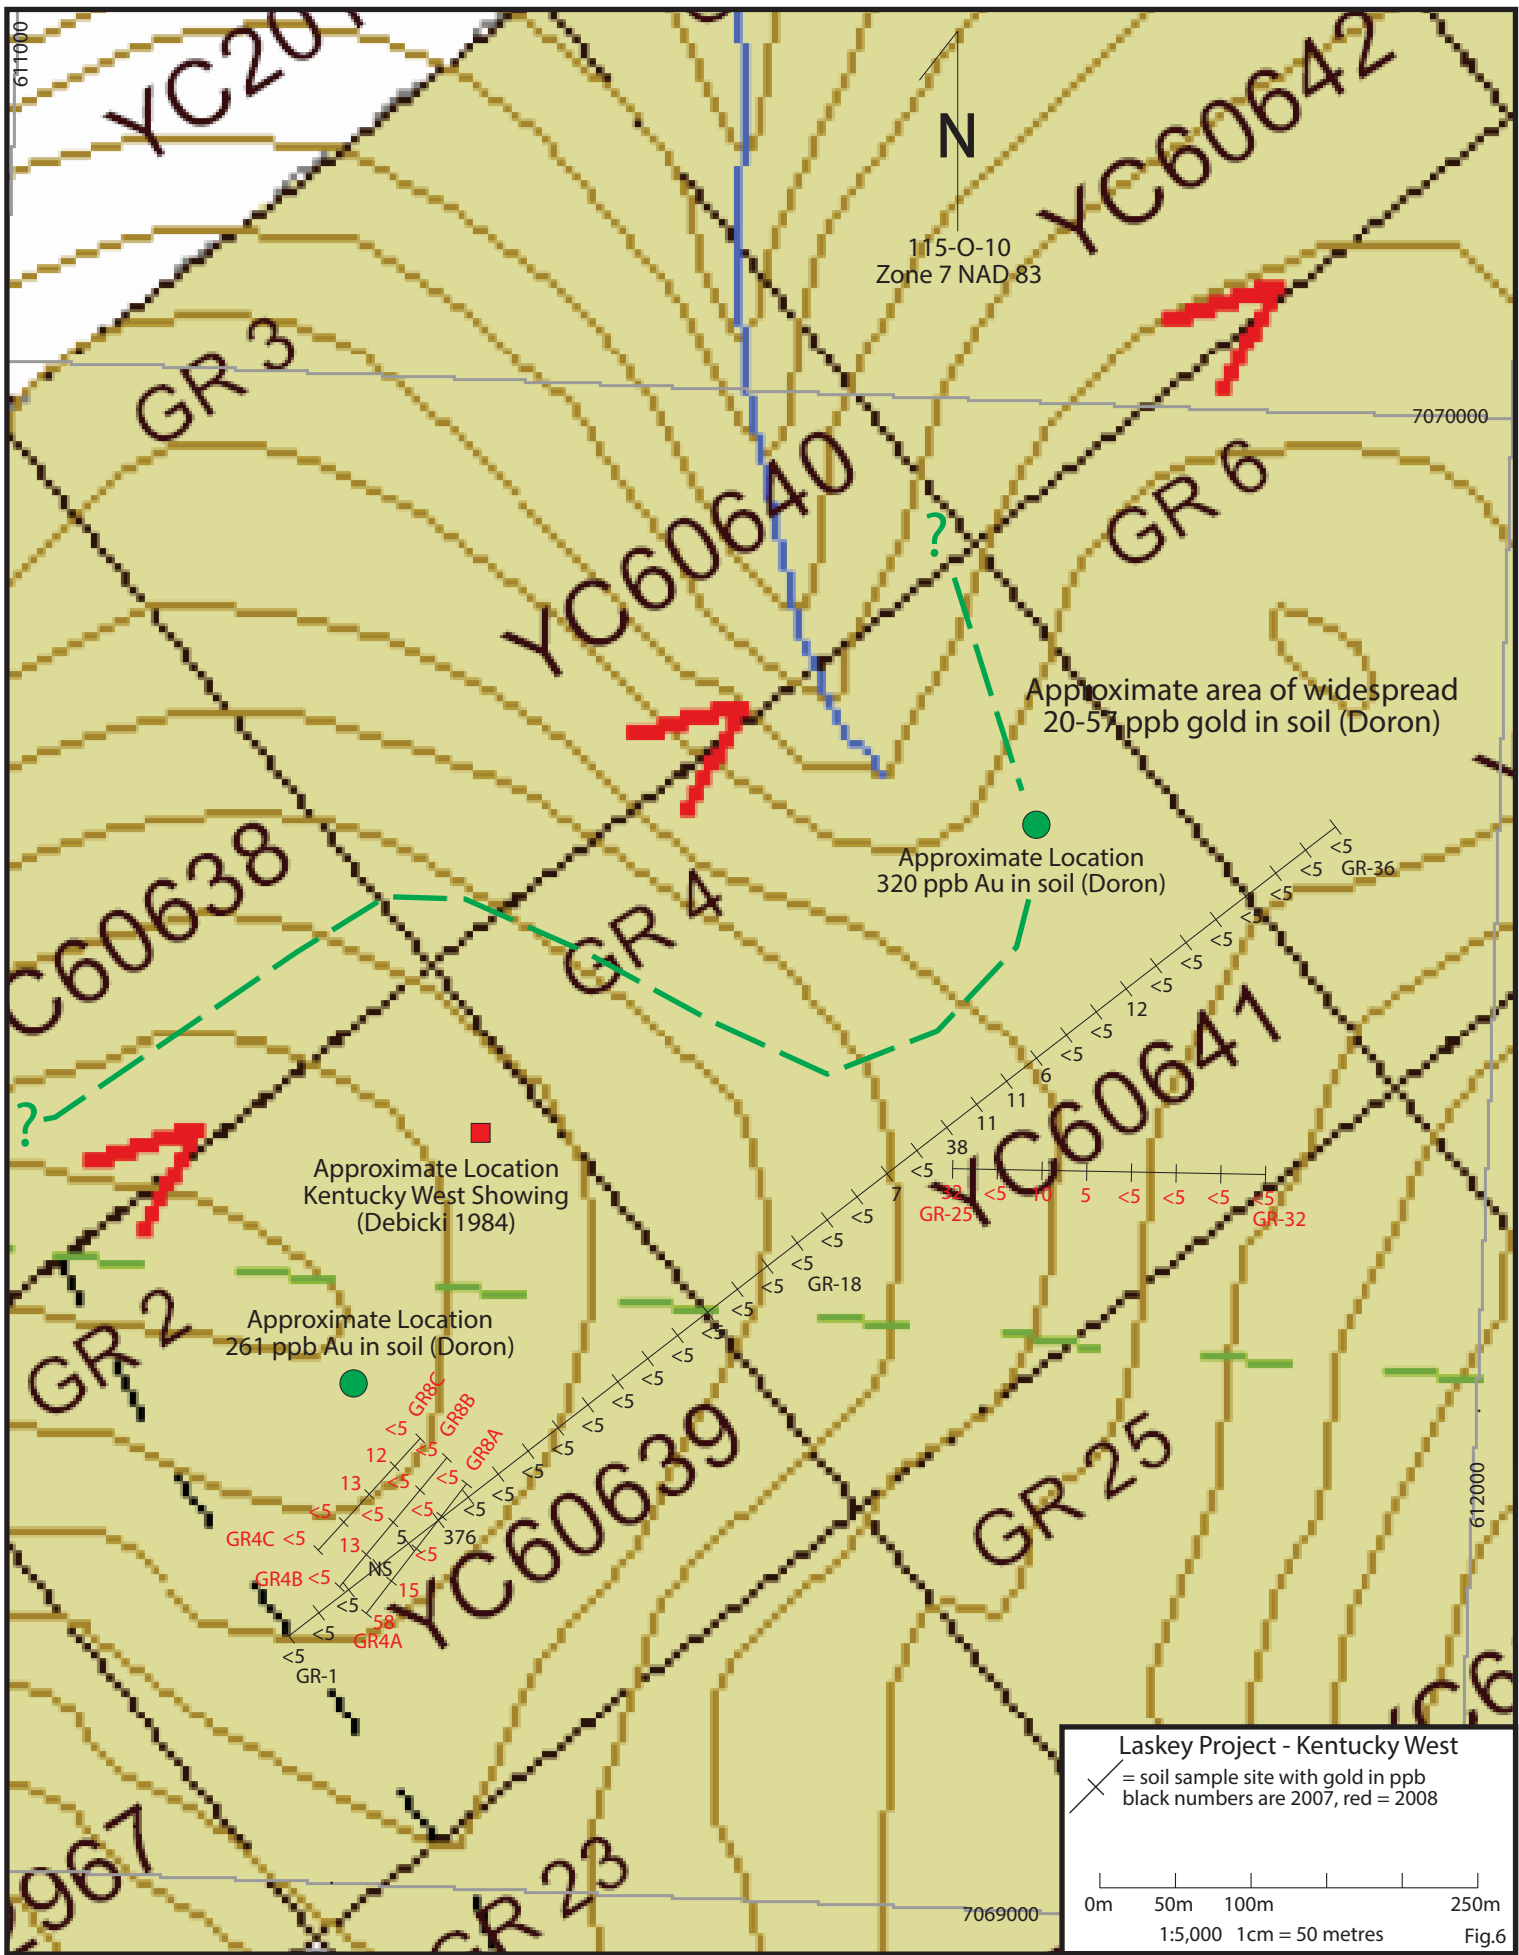 611000
YC20
YC60642
N
115-O-10
Zone 7 NAD 83
GR 3
7070000
GR 6
YC60640
?
Approximate area of widespread
20-57 ppb gold in soil (Doron)
Approximate Location
320 ppb Au in soil (Doron)
<5
<5 GR-36
<5
<5
<5
<5
<5
12
<5
<5
6
11
11
38
<5
7
<5
<5
<5
GR-18
<5
<5
<5
<5
<5
<5
<5
<5
<5
<5
<5
376
5
NS
<5
<5
<5
GR-1
C60638
GR 4
YC60641
?
Approximate Location
Kentucky West Showing
(Debicki 1984)
32 <5 10 5 <5 <5 <5 <5
GR-25
GR-32
GR 2
Approximate Location
261 ppb Au in soil (Doron)
GR8C
GR8B
GR8A
<5
12
13
<5
GR4C <5
<5
<5
<5
13
GR4B <5
<5
<5
<5
15
58
GR4A
YC60639
GR 25
612000
C6
967
GR 23
7069000
Laskey Project - Kentucky West
= soil sample site with gold in ppb
black numbers are 2007, red = 2008
0m 50m 100m 250m
1:5,000 1cm = 50 metres
Fig.6